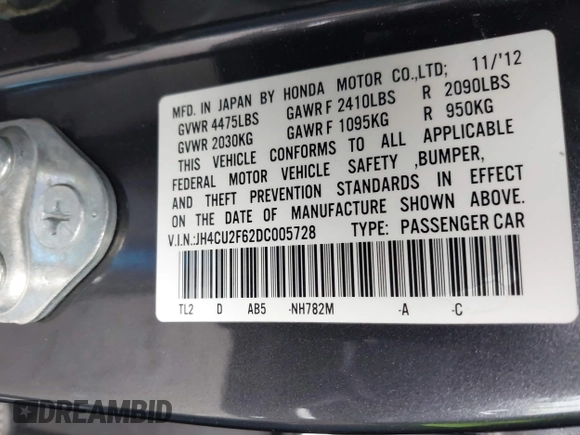 MFD. IN JAPAN BY HONDA MOTOR CO.,LTD; 11/'12
GVWR 4475LBS GAWR F 2410LBS R 2090LBS
GVWR 2030KG GAWR F 1095KG R 950KG
THIS VEHICLE CONFORMS TO ALL APPLICABLE
FEDERAL MOTOR VEHICLE SAFETY ,BUMPER,
AND THEFT PREVENTION STANDARDS IN EFFECT
ON THE DATE OF MANUFACTURE SHOWN ABOVE.
V.I.N.:JH4CU2F62DC005728 TYPE: PASSENGER CAR
TL2 D AB5 -NH782M -A -C
DREAMBID